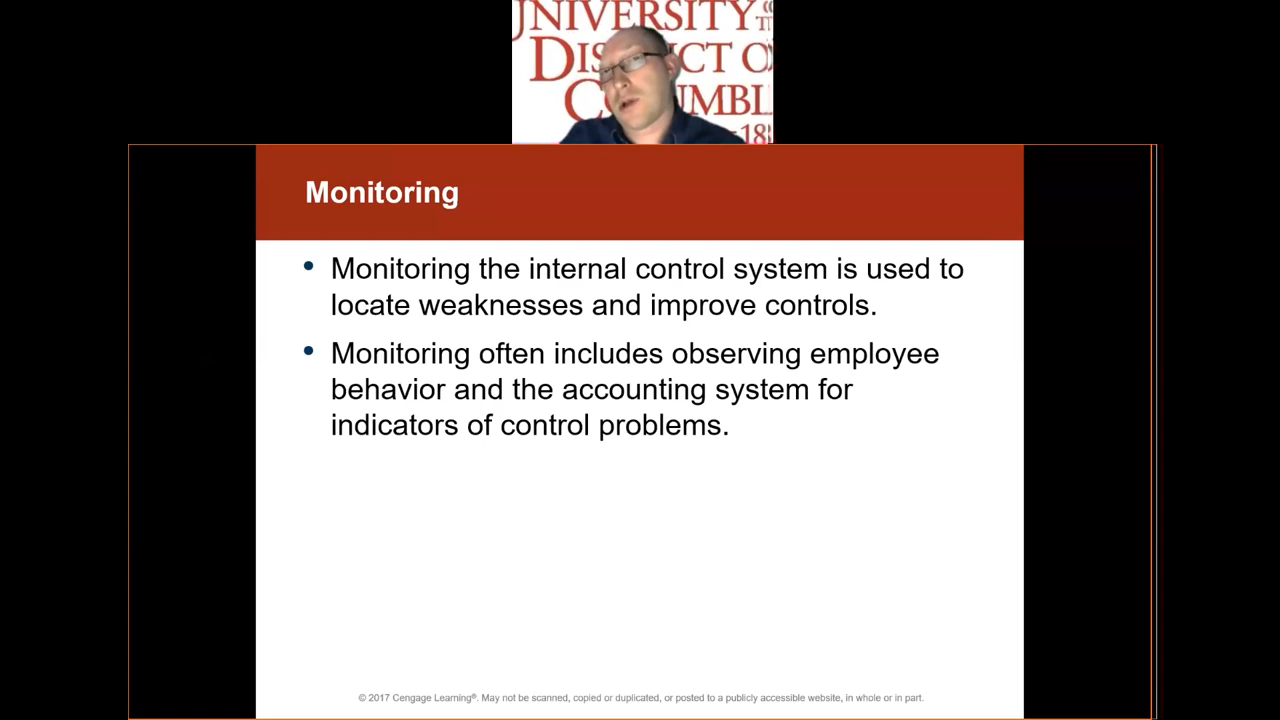 UNIVERSITY
DISTRICT O
COLUMBI
Monitoring
• Monitoring the internal control system is used to
locate weaknesses and improve controls.
• Monitoring often includes observing employee
behavior and the accounting system for
indicators of control problems.
© 2017 Cengage Learning®. May not be scanned, copied or duplicated, or posted to a publicly accessible website, in whole or in part.